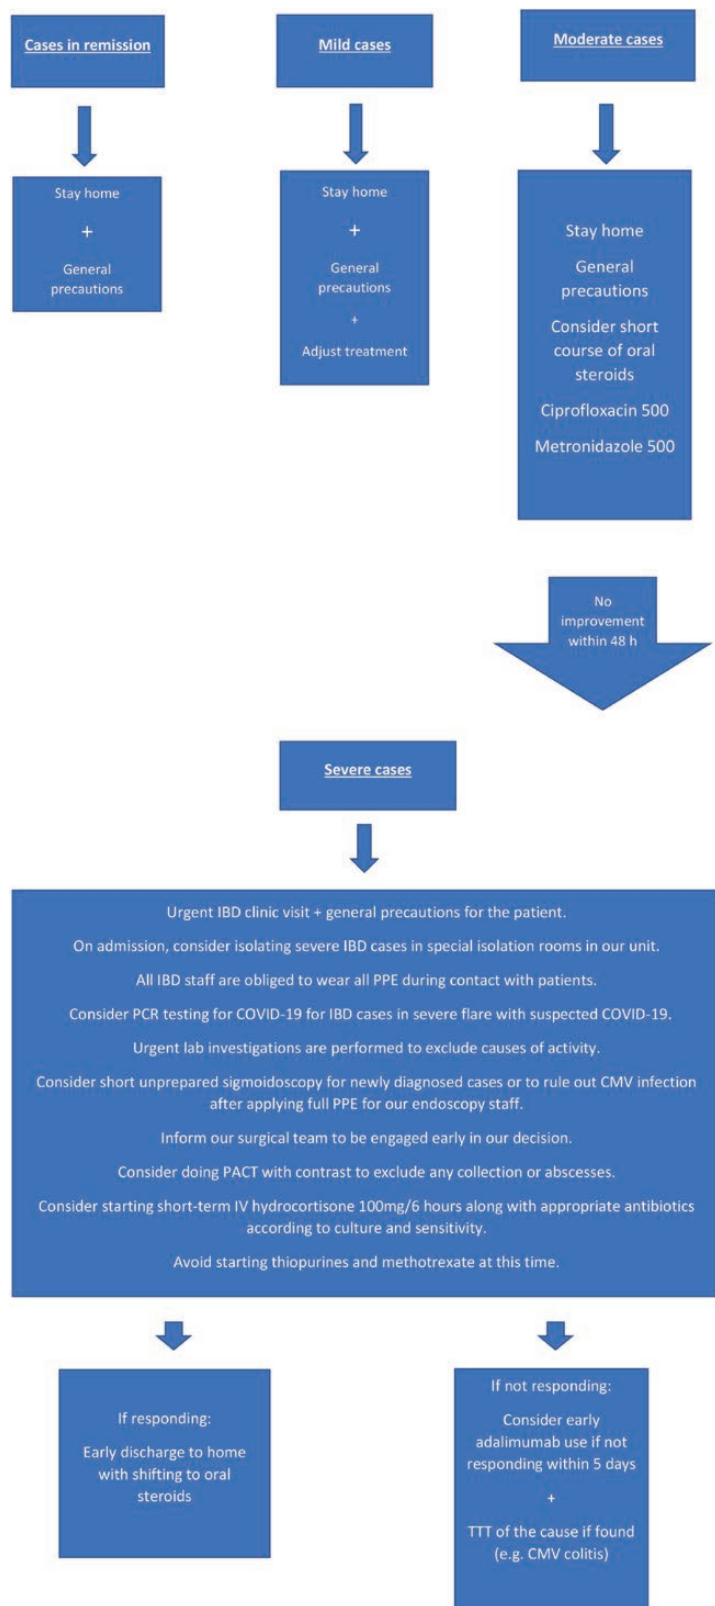 Cases in remission
Mild cases
Moderate cases
Stay home
+
General
precautions
Stay home
+
General
precautions
+
Adjust treatment
Stay home
General
precautions
Consider short
course of oral
steroids
Ciprofloxacin 500
Metronidazole 500
No
improvement
within 48 h
Severe cases
Urgent IBD clinic visit + general precautions for the patient.
On admission, consider isolating severe IBD cases in special isolation rooms in our unit.
All IBD staff are obliged to wear all PPE during contact with patients.
Consider PCR testing for COVID-19 for IBD cases in severe flare with suspected COVID-19.
Urgent lab investigations are performed to exclude causes of activity.
Consider short unprepared sigmoidoscopy for newly diagnosed cases or to rule out CMV infection
after applying full PPE for our endoscopy staff.
Inform our surgical team to be engaged early in our decision.
Consider doing PACT with contrast to exclude any collection or abscesses.
Consider starting short-term IV hydrocortisone 100mg/6 hours along with appropriate antibiotics
according to culture and sensitivity.
Avoid starting thiopurines and methotrexate at this time.
If responding:
Early discharge to home
with shifting to oral
steroids
If not responding:
Consider early
adalimumab use if not
responding within 5 days
+
TTT of the cause if found
(e.g. CMV colitis)